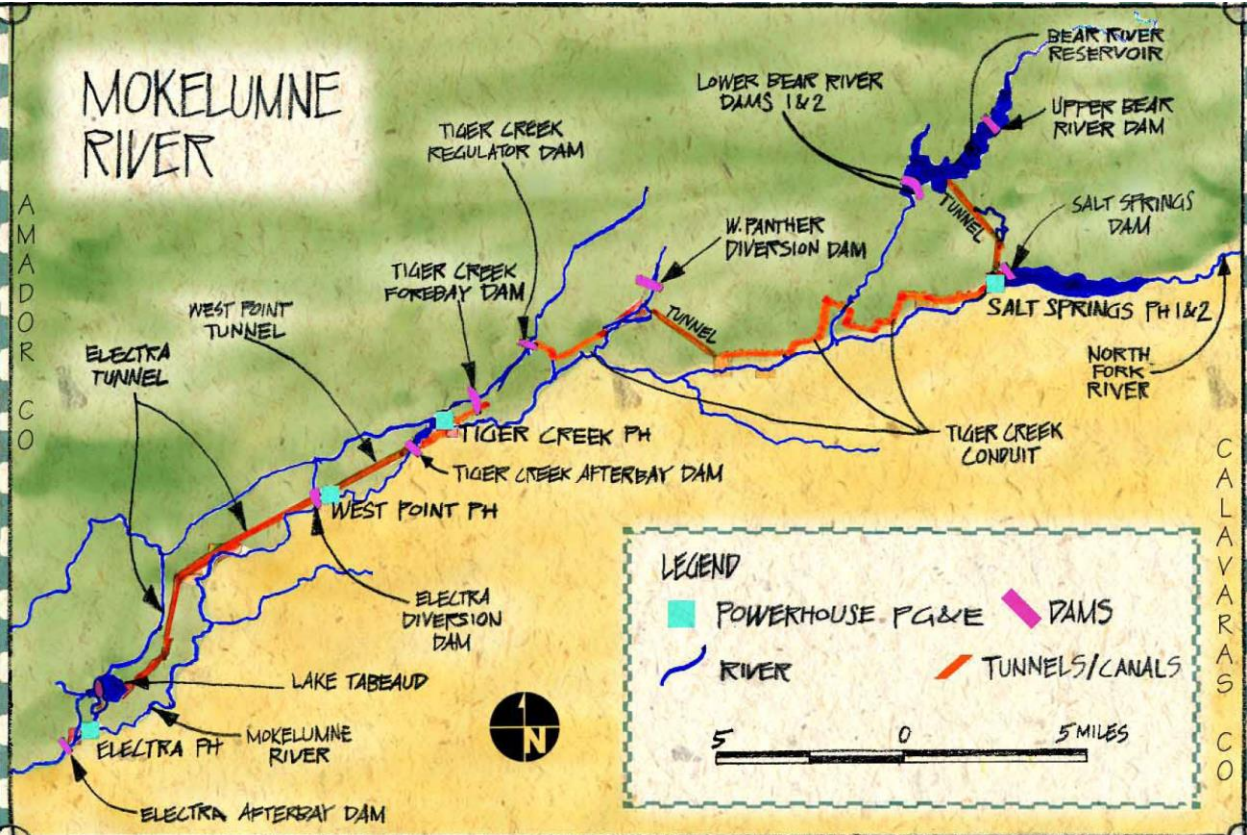 MOKELUMNE
RIVER
BEAR RIVER
RESERVOIR
LOWER BEAR RIVER
DAMS 1&2
UPPER BEAR
RIVER DAM
TIGER CREEK
REGULATOR DAM
TUNNEL
SALT SPRINGS
DAM
W. PANTHER
DIVERSION DAM
TIGER CREEK
FOREBAY DAM
WEST POINT
TUNNEL
TUNNEL
SALT SPRINGS PH 1&2
ELECTRA
TUNNEL
NORTH
FORK
RIVER
AMADOR CO
TIGER CREEK PH
TIGER CREEK
CONDUIT
TIGER CREEK AFTERBAY DAM
WEST POINT PH
CALAVARAS CO
ELECTRA
DIVERSION
DAM
LAKE TABEAUD
ELECTRA PH
MOKELUMNE
RIVER
ELECTRA AFTERBAY DAM
N
LEGEND
POWERHOUSE PG&E
DAMS
RIVER
TUNNELS/CANALS
5 0 5 MILES